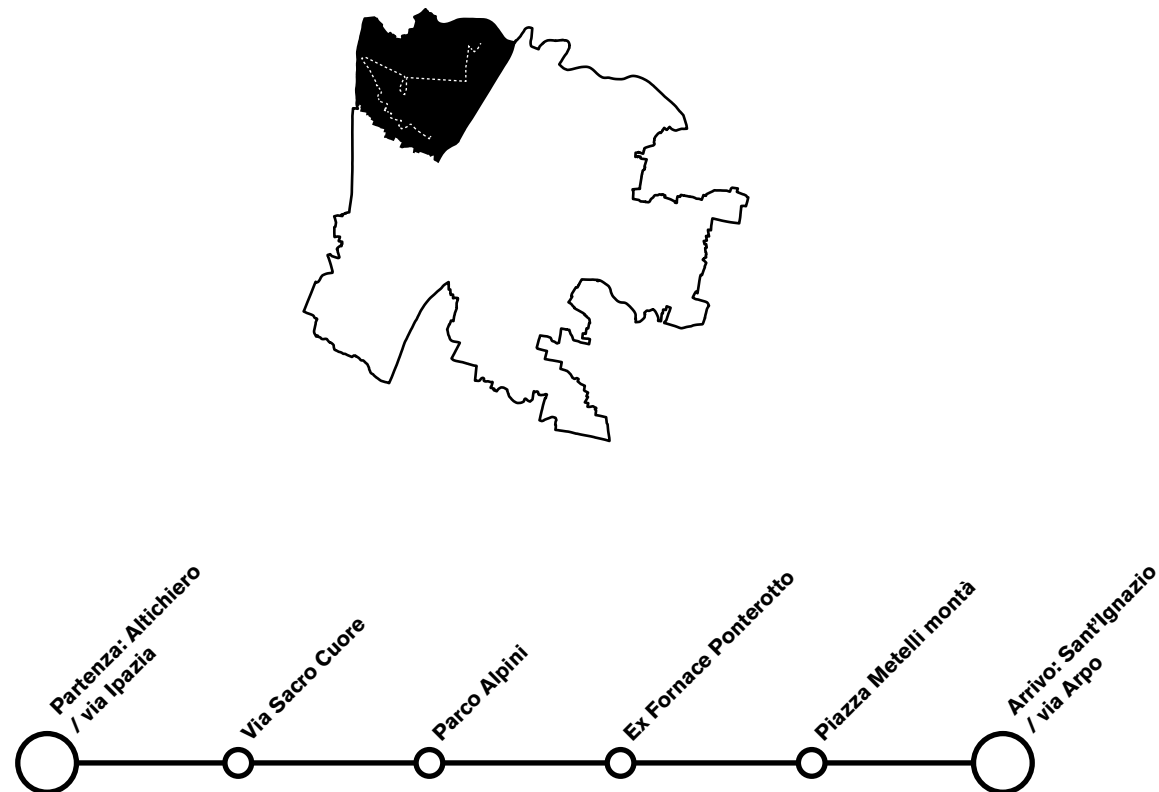 Partenza: Altichiero
/ via Ipazia
Via Sacro Cuore
Parco Alpini
Ex Fornace Ponterotto
Piazza Metelli montà
Arrivo: Sant'Ignazio
/ via Arpo